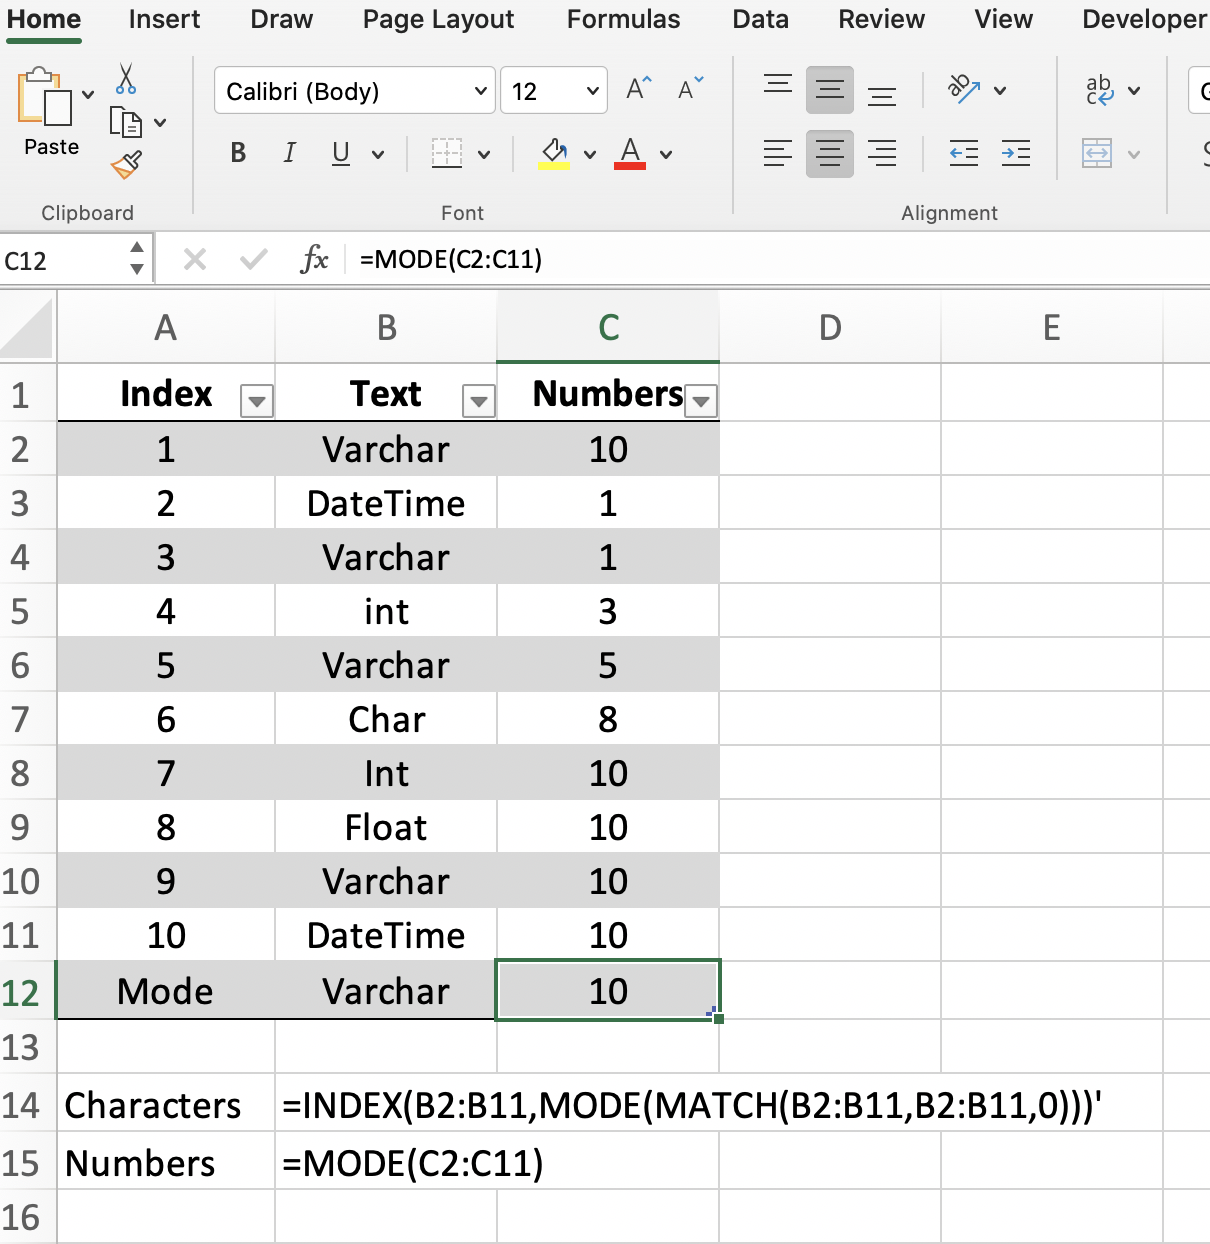 Home Insert Draw Page Layout Formulas Data Review View Developer
Calibri (Body) 12 A A ab ab
c
Paste B I U A
Clipboard Font Alignment
C12 fx =MODE(C2:C11)
A B C D E
1 Index Text Numbers
2 1 Varchar 10
3 2 DateTime 1
4 3 Varchar 1
5 4 int 3
6 5 Varchar 5
7 6 Char 8
8 7 Int 10
9 8 Float 10
10 9 Varchar 10
11 10 DateTime 10
12 Mode Varchar 10
13
14 Characters =INDEX(B2:B11,MODE(MATCH(B2:B11,B2:B11,0)))'
15 Numbers =MODE(C2:C11)
16